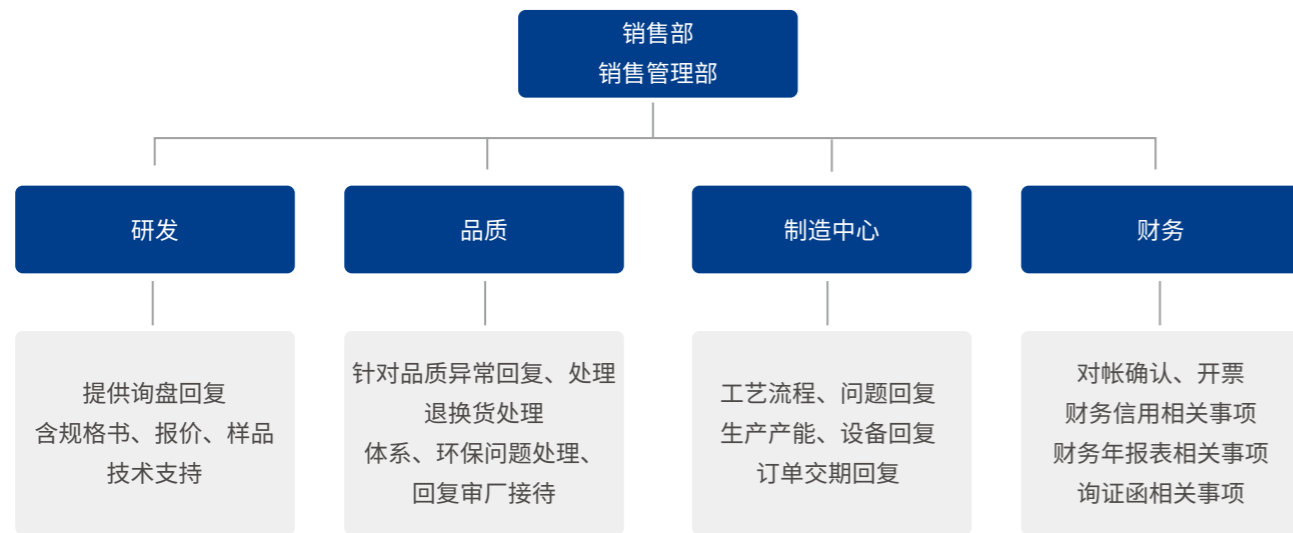 销售部
销售管理部
研发
品质
制造中心
财务
提供询盘回复
含规格书、报价、样品
技术支持
针对品质异常回复、处理
退换货处理
体系、环保问题处理、
回复审厂接待
工艺流程、问题回复
生产产能、设备回复
订单交期回复
对帐确认、开票
财务信用相关事项
财务年报表相关事项
询证函相关事项